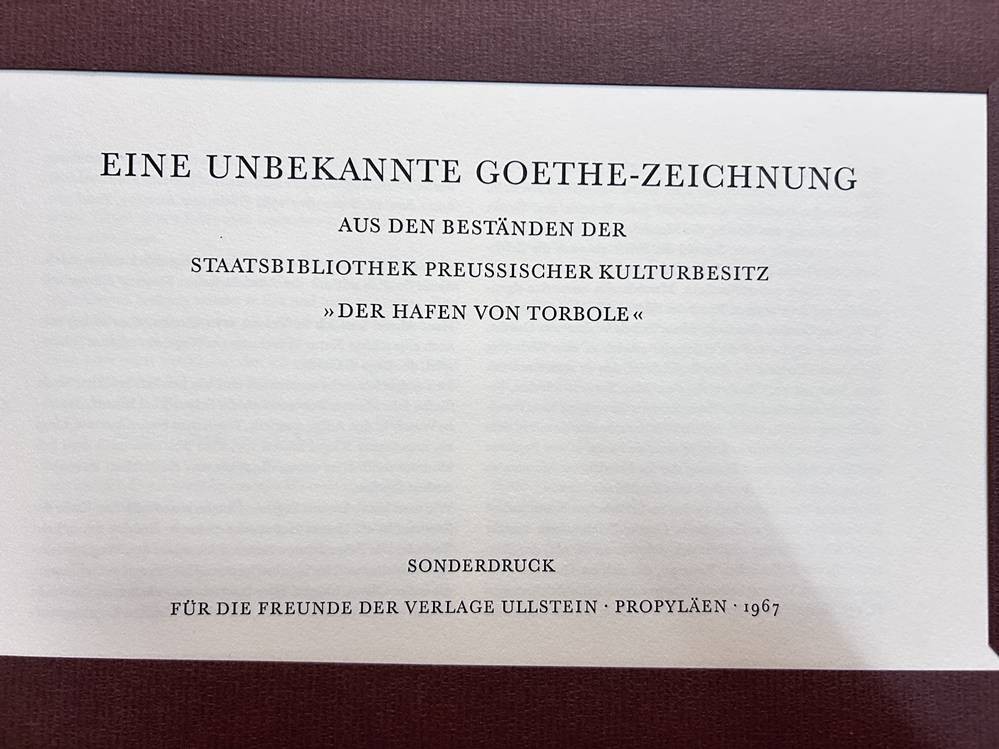 EINE UNBEKANNTE GOETHE-ZEICHNUNG
AUS DEN BESTÄNDEN DER
STAATSBIBLIOTHEK PREUSSISCHER KULTURBESITZ
»DER HAFEN VON TORBOLE«
SONDERDRUCK
FÜR DIE FREUNDE DER VERLAGE ULLSTEIN · PROPYLÄEN · 1967